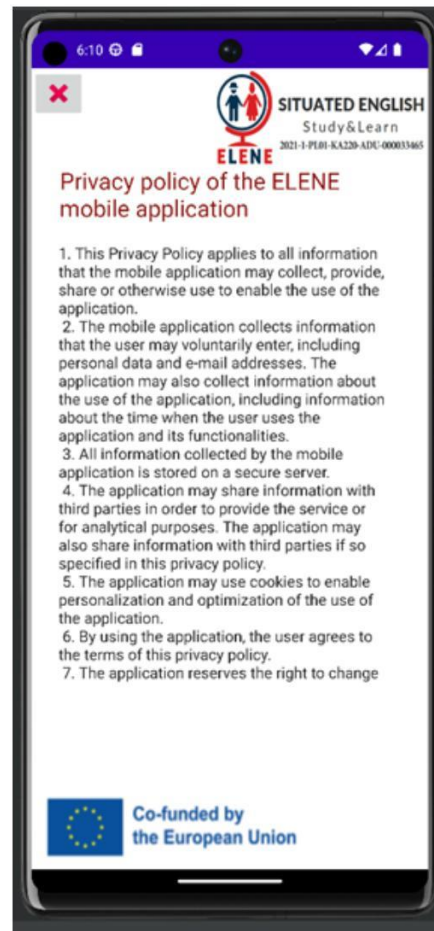 6:10
SITUATED ENGLISH
Study&Learn
2021-1-PL01-KA220-ADU-000033465
ELENE
Privacy policy of the ELENE
mobile application
1. This Privacy Policy applies to all information
that the mobile application may collect, provide,
share or otherwise use to enable the use of the
application.
2. The mobile application collects information
that the user may voluntarily enter, including
personal data and e-mail addresses. The
application may also collect information about
the use of the application, including information
about the time when the user uses the
application and its functionalities.
3. All information collected by the mobile
application is stored on a secure server.
4. The application may share information with
third parties in order to provide the service or
for analytical purposes. The application may
also share information with third parties if so
specified in this privacy policy.
5. The application may use cookies to enable
personalization and optimization of the use of
the application.
6. By using the application, the user agrees to
the terms of this privacy policy.
7. The application reserves the right to change
Co-funded by
the European Union